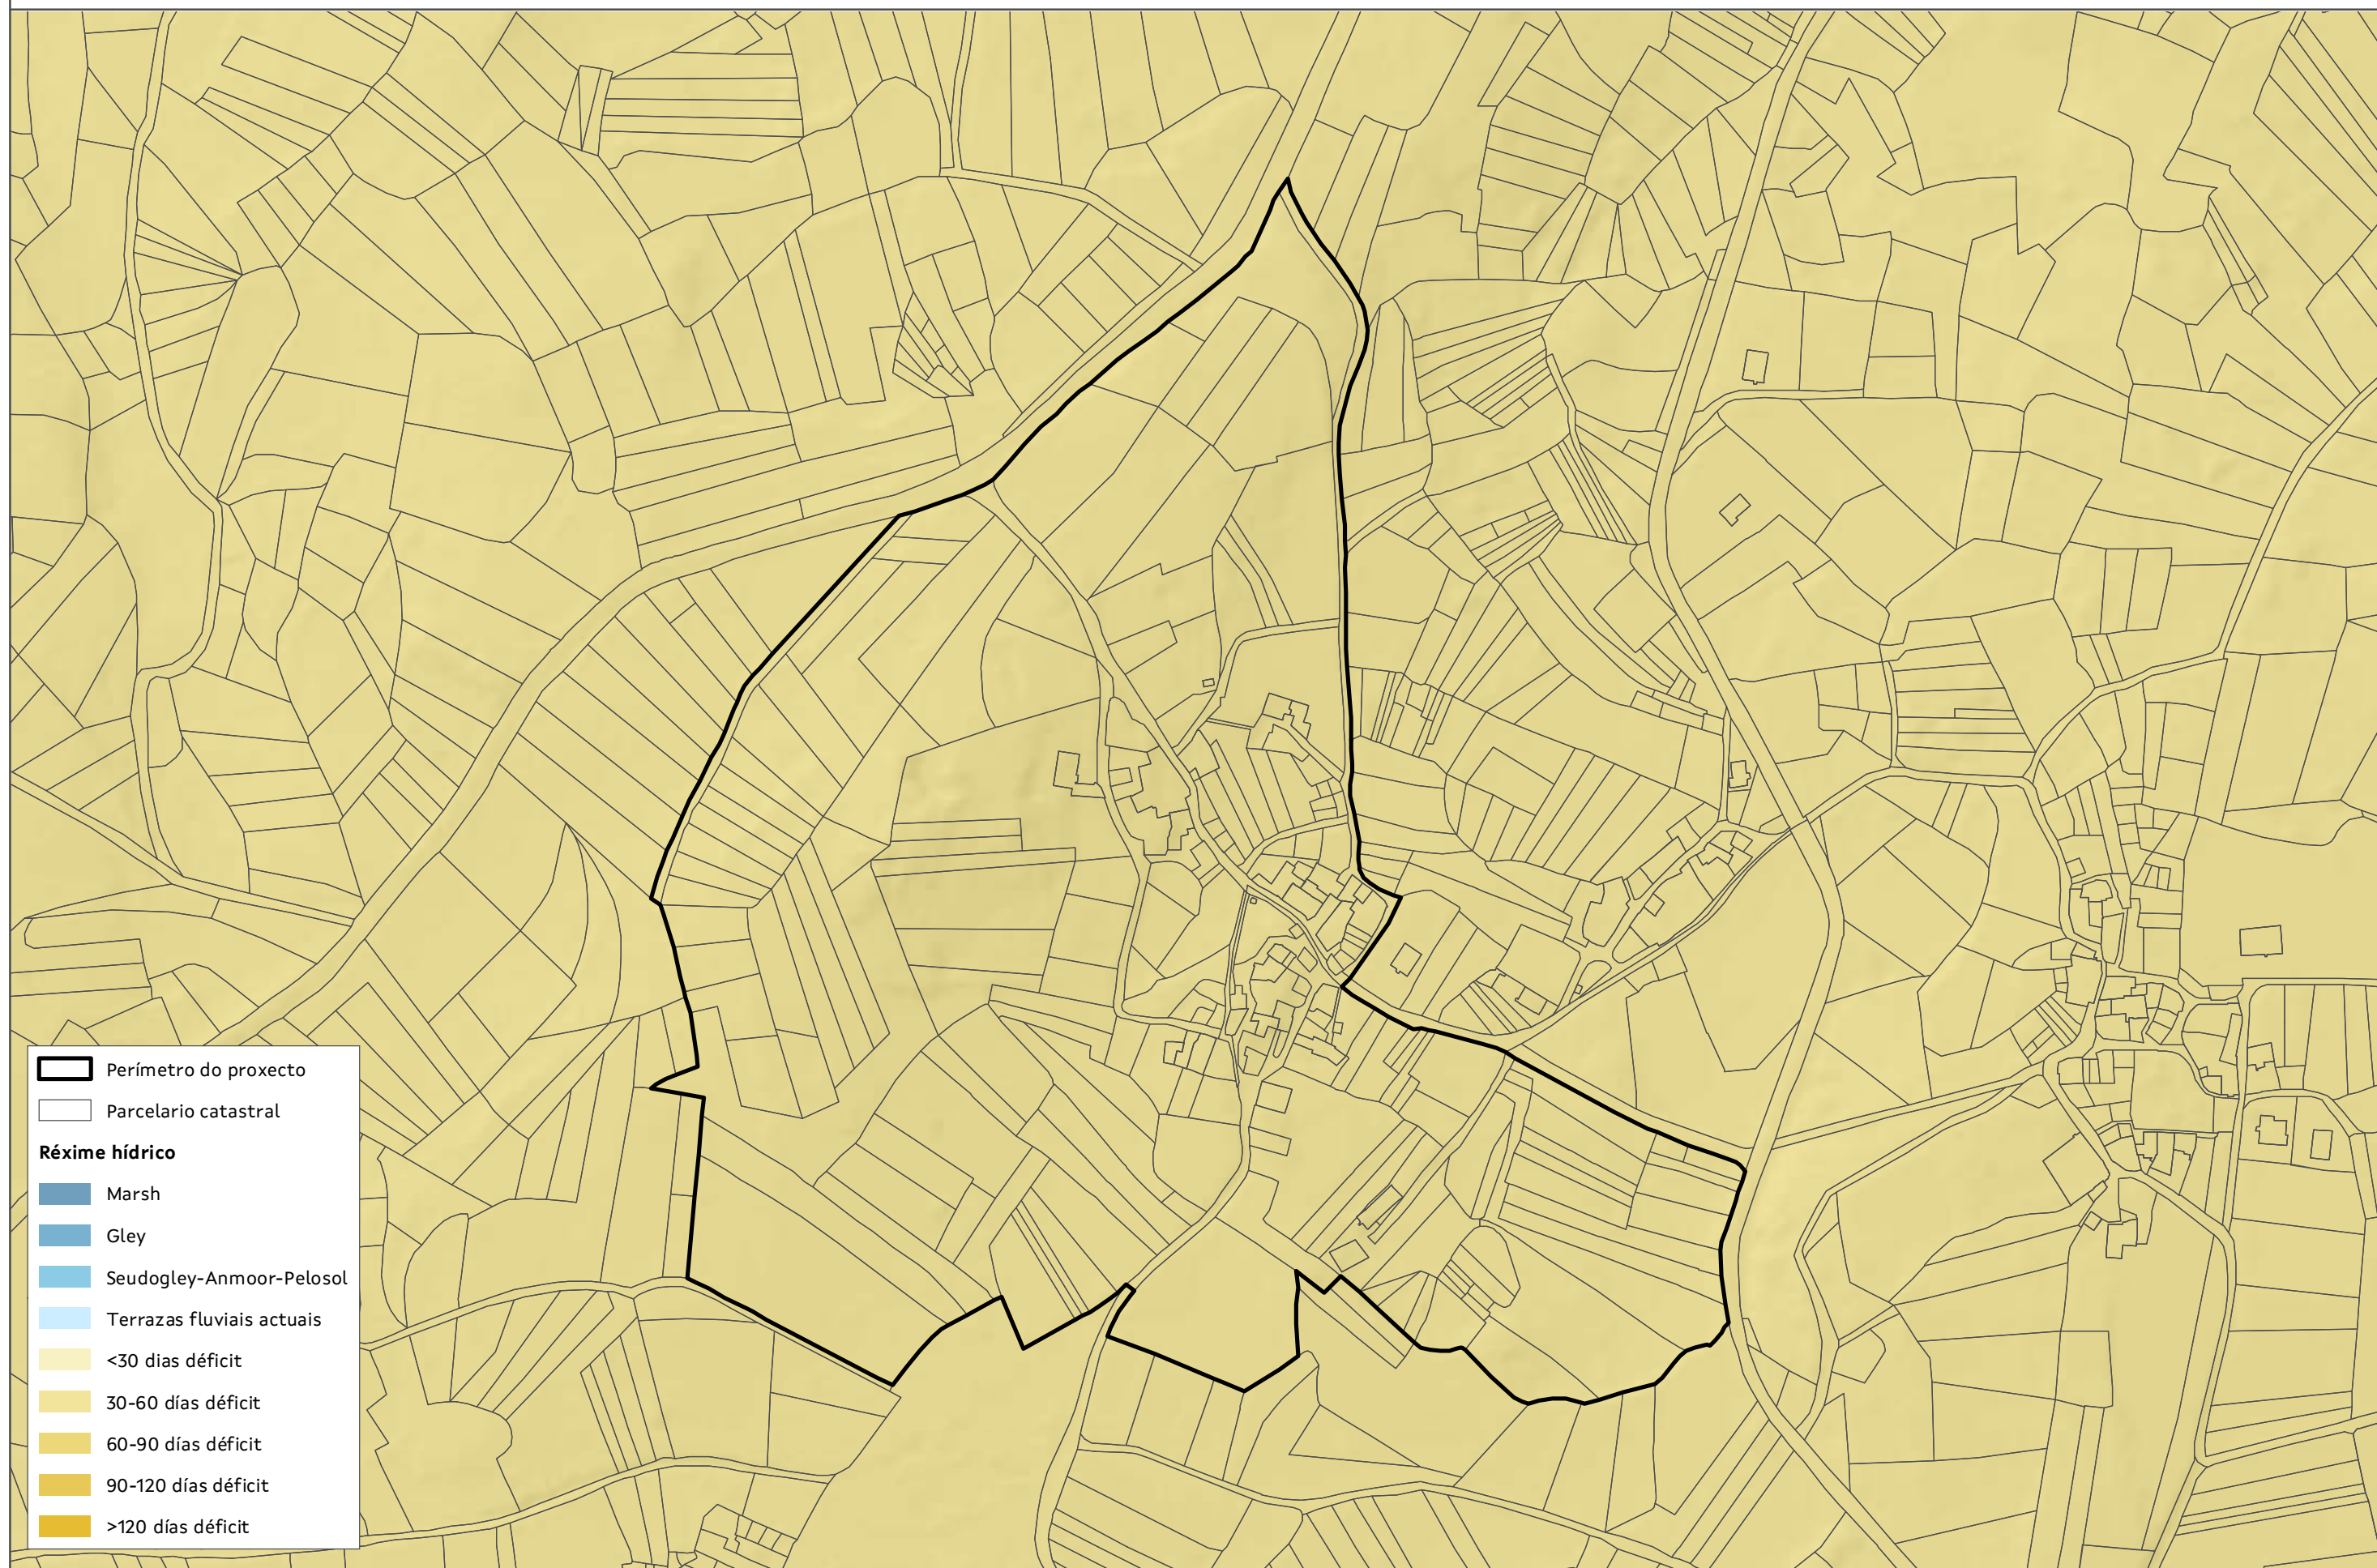 Perímetro do proxecto
Parcelario catastral
Réxime hídrico
Marsh
Gley
Seudogley-Anmoor-Pelosol
Terrazas fluviais actuais
<30 dias déficit
30-60 días déficit
60-90 días déficit
90-120 días déficit
>120 días déficit